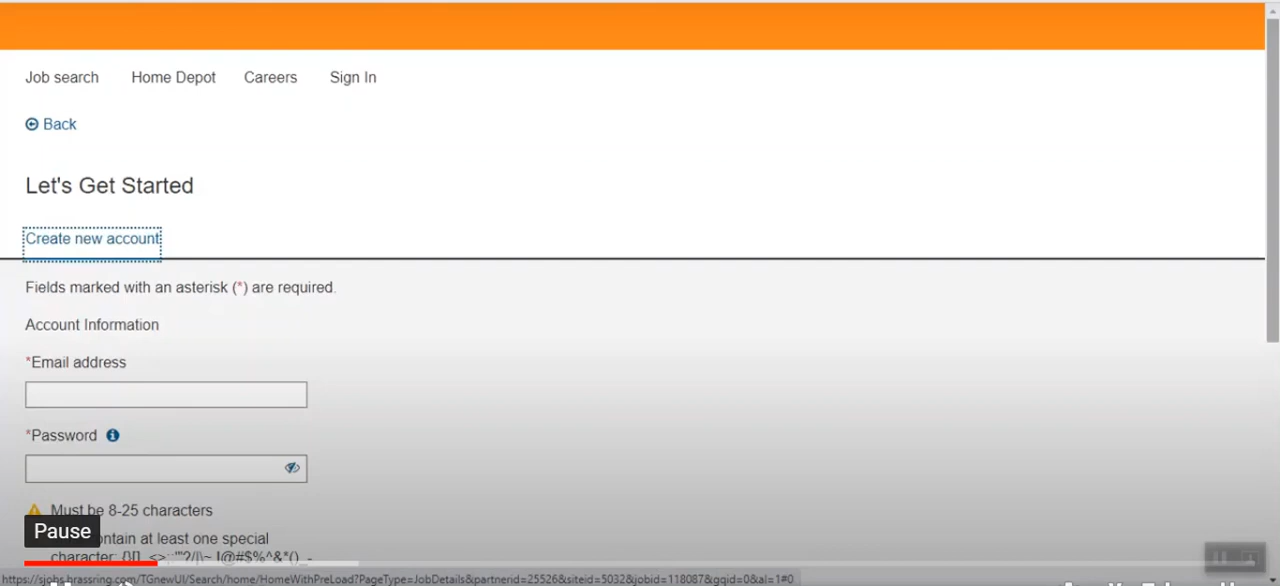 Job search Home Depot Careers Sign In
Back
Let's Get Started
Create new account
Fields marked with an asterisk (*) are required.
Account Information
*Email address
*Password
Must be 8-25 characters
Pause
ontain at least one special
character:
https://sjobs.brassring.com/TGnewUI/Search/home/HomeWithPreLoad?PageType=JobDetails&partnerid=25526&siteid=5032&jobid=118087&gqid=0&al=1#0